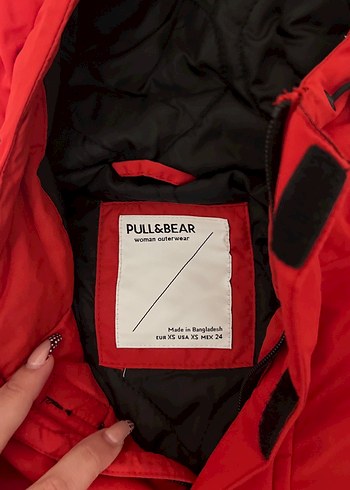 PULL&BEAR
woman outerwear
Made in Bangladesh
EUR XS USA XS MEX 24